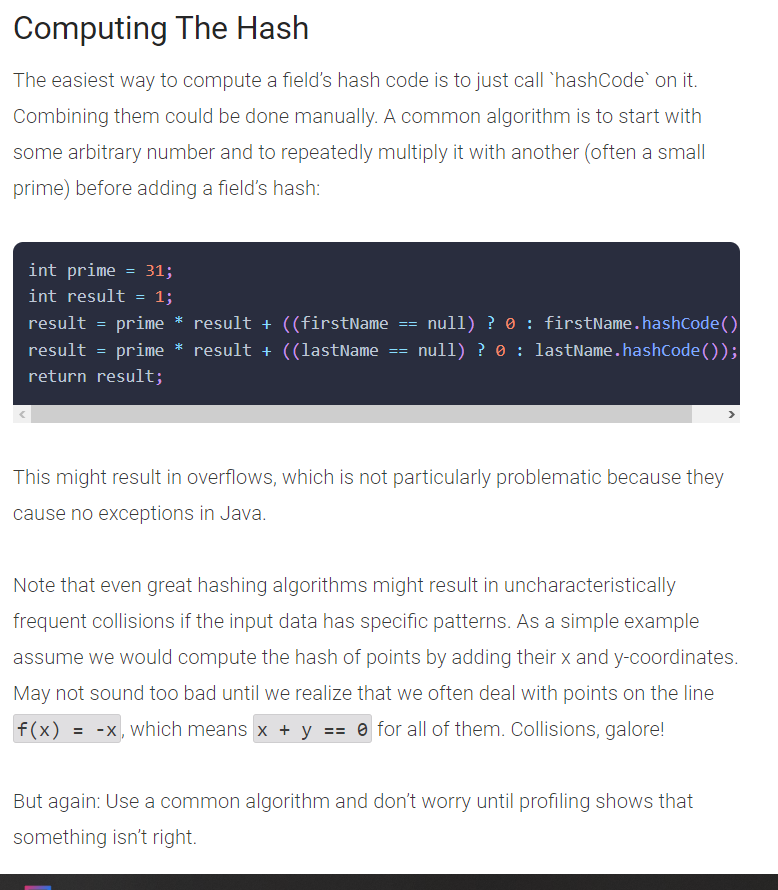 Computing The Hash
The easiest way to compute a field’s hash code is to just call `hashCode` on it.
Combining them could be done manually. A common algorithm is to start with
some arbitrary number and to repeatedly multiply it with another (often a small
prime) before adding a field’s hash:
int prime = 31;
int result = 1;
result = prime * result + ((firstName == null) ? 0 : firstName.hashCode()
result = prime * result + ((lastName == null) ? 0 : lastName.hashCode());
return result;
This might result in overflows, which is not particularly problematic because they
cause no exceptions in Java.
Note that even great hashing algorithms might result in uncharacteristically
frequent collisions if the input data has specific patterns. As a simple example
assume we would compute the hash of points by adding their x and y-coordinates.
May not sound too bad until we realize that we often deal with points on the line
f(x) = -x, which means x + y == 0 for all of them. Collisions, galore!
But again: Use a common algorithm and don’t worry until profiling shows that
something isn’t right.